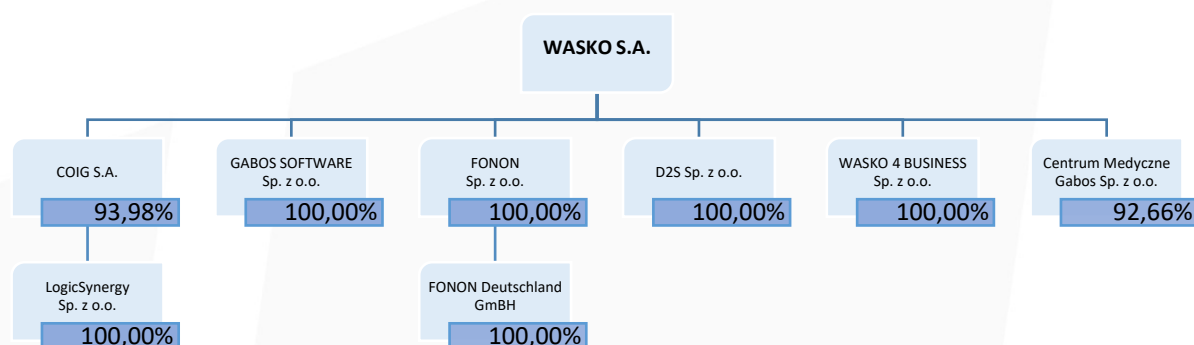 WASKO S.A.
COIG S.A.
93,98%
GABOS SOFTWARE
Sp. z o.o.
100,00%
FONON
Sp. z o.o.
100,00%
D2S Sp. z o.o.
100,00%
WASKO 4 BUSINESS
Sp. z o.o.
100,00%
Centrum Medyczne
Gabos Sp. z o.o.
92,66%
LogicSynergy
Sp. z o.o.
100,00%
FONON Deutschland
GmBH
100,00%